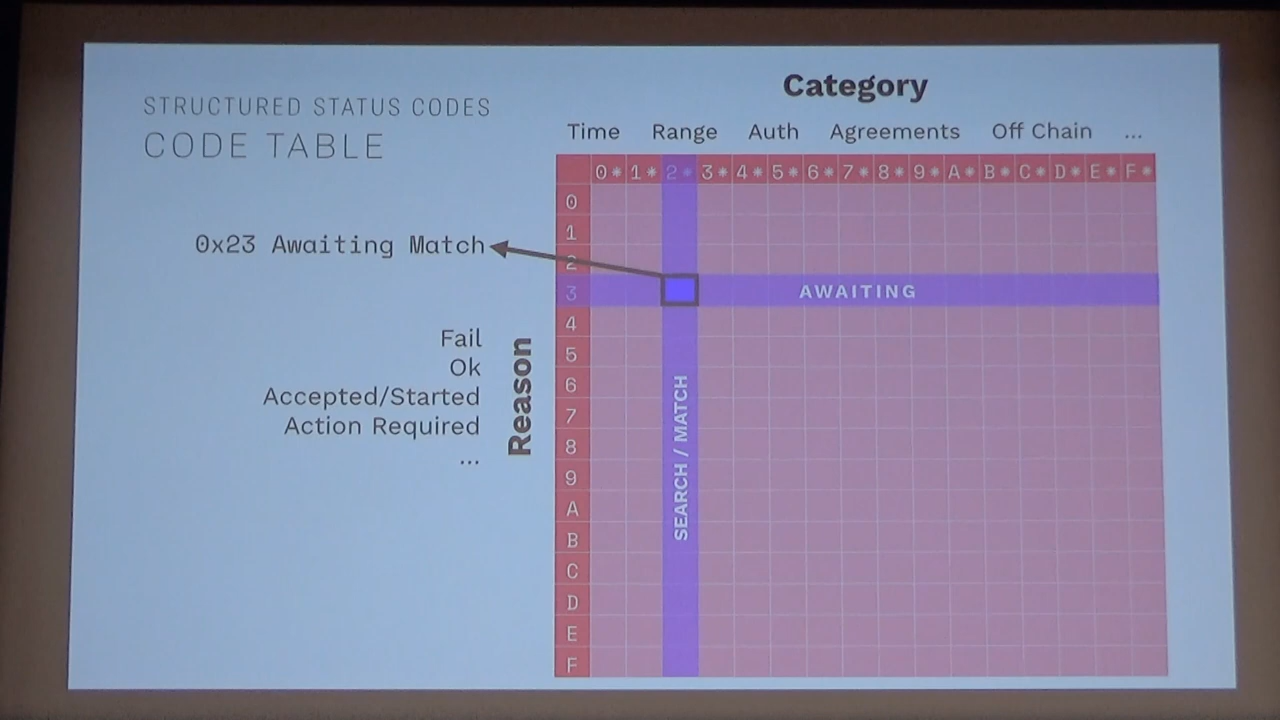 STRUCTURED STATUS CODES
CODE TABLE
Category
Time Range Auth Agreements Off Chain ...
0* 1* 2* 3* 4* 5* 6* 7* 8* 9* A* B* C* D* E* F*
0
1
0x23 Awaiting Match
2
3 AWAITING
4
5
6
7
8
9
A
B
C
D
E
F
SEARCH / MATCH
Reason
Fail
Ok
Accepted/Started
Action Required
...